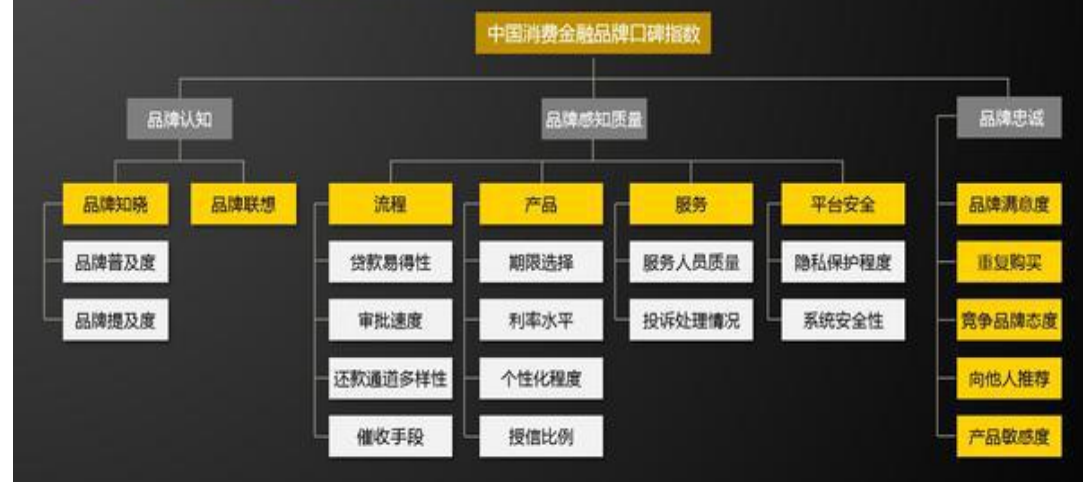 中国消费金融品牌口碑指数
品牌认知
品牌感知质量
品牌忠诚
品牌知晓
品牌联想
流程
产品
服务
平台安全
品牌满意度
品牌普及度
贷款易得性
期限选择
服务人员质量
隐私保护程度
重复购买
品牌提及度
审批速度
利率水平
投诉处理情况
系统安全性
竞争品牌态度
还款通道多样性
个性化程度
向他人推荐
催收手段
授信比例
产品敏感度